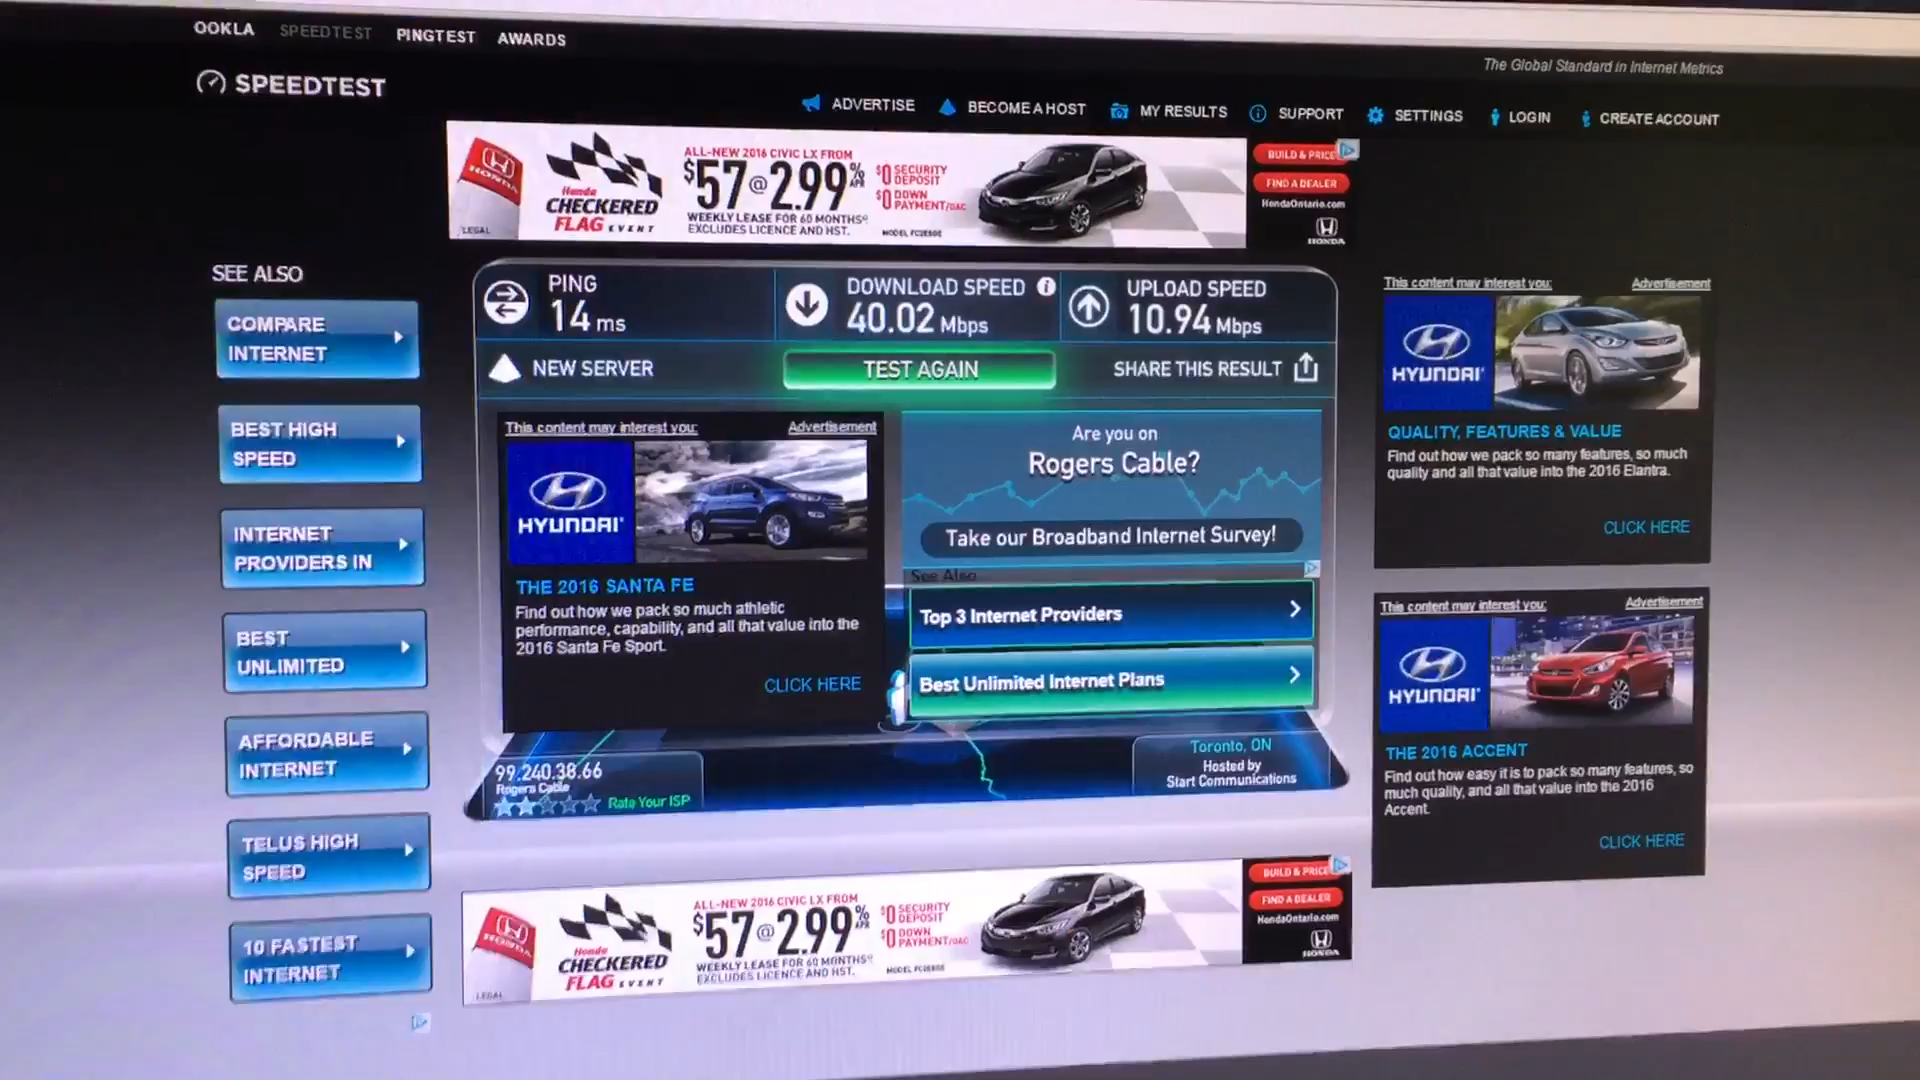 OOKLA SPEEDTEST PINGTEST AWARDS
The Global Standard in Internet Metrics
SPEEDTEST
ADVERTISE BECOME A HOST MY RESULTS SUPPORT SETTINGS LOGIN CREATE ACCOUNT
HONDA
Honda
CHECKERED
FLAG EVENT
LEGAL
ALL-NEW 2016 CIVIC LX FROM
$57@2.99% APR
WEEKLY LEASE FOR 60 MONTHS
EXCLUDES LICENCE AND HST.
$0 SECURITY
DEPOSIT
$0 DOWN
PAYMENT/OAC
BUILD & PRICE
FIND A DEALER
HondaOntario.com
HONDA
SEE ALSO
COMPARE
INTERNET
BEST HIGH
SPEED
INTERNET
PROVIDERS IN
BEST
UNLIMITED
AFFORDABLE
INTERNET
TELUS HIGH
SPEED
10 FASTEST
INTERNET
PING
14 ms
DOWNLOAD SPEED
40.02 Mbps
UPLOAD SPEED
10.94 Mbps
NEW SERVER
TEST AGAIN
SHARE THIS RESULT
This content may interest you: Advertisement
HYUNDAI
THE 2016 SANTA FE
Find out how we pack so much athletic
performance, capability, and all that value into the
2016 Santa Fe Sport.
CLICK HERE
Are you on
Rogers Cable?
Take our Broadband Internet Survey!
See Also
Top 3 Internet Providers
Best Unlimited Internet Plans
99.240.38.66
Rogers Cable
Rate Your ISP
Toronto, ON
Hosted by
Start Communications
This content may interest you: Advertisement
HYUNDAI
QUALITY, FEATURES & VALUE
Find out how we pack so many features, so much
quality and all that value into the 2016 Elantra.
CLICK HERE
This content may interest you: Advertisement
HYUNDAI
THE 2016 ACCENT
Find out how easy it is to pack so many features, so
much quality, and all that value into the 2016
Accent.
CLICK HERE
HONDA
Honda
CHECKERED
FLAG EVENT
LEGAL
ALL-NEW 2016 CIVIC LX FROM
$57@2.99% APR
WEEKLY LEASE FOR 60 MONTHS
EXCLUDES LICENCE AND HST.
$0 SECURITY
DEPOSIT
$0 DOWN
PAYMENT/OAC
BUILD & PRICE
FIND A DEALER
HondaOntario.com
HONDA